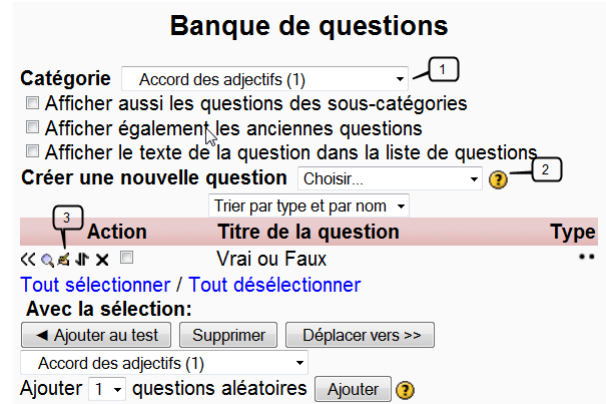 Banque de questions
Catégorie Accord des adjectifs (1) 1
Afficher aussi les questions des sous-catégories
Afficher également les anciennes questions
Afficher le texte de la question dans la liste de questions
Créer une nouvelle question Choisir... ? 2
Trier par type et par nom
3
Action Titre de la question Type
Vrai ou Faux ••
Tout sélectionner / Tout désélectionner
Avec la sélection:
◄ Ajouter au test Supprimer Déplacer vers >>
Accord des adjectifs (1)
Ajouter 1 questions aléatoires Ajouter ?